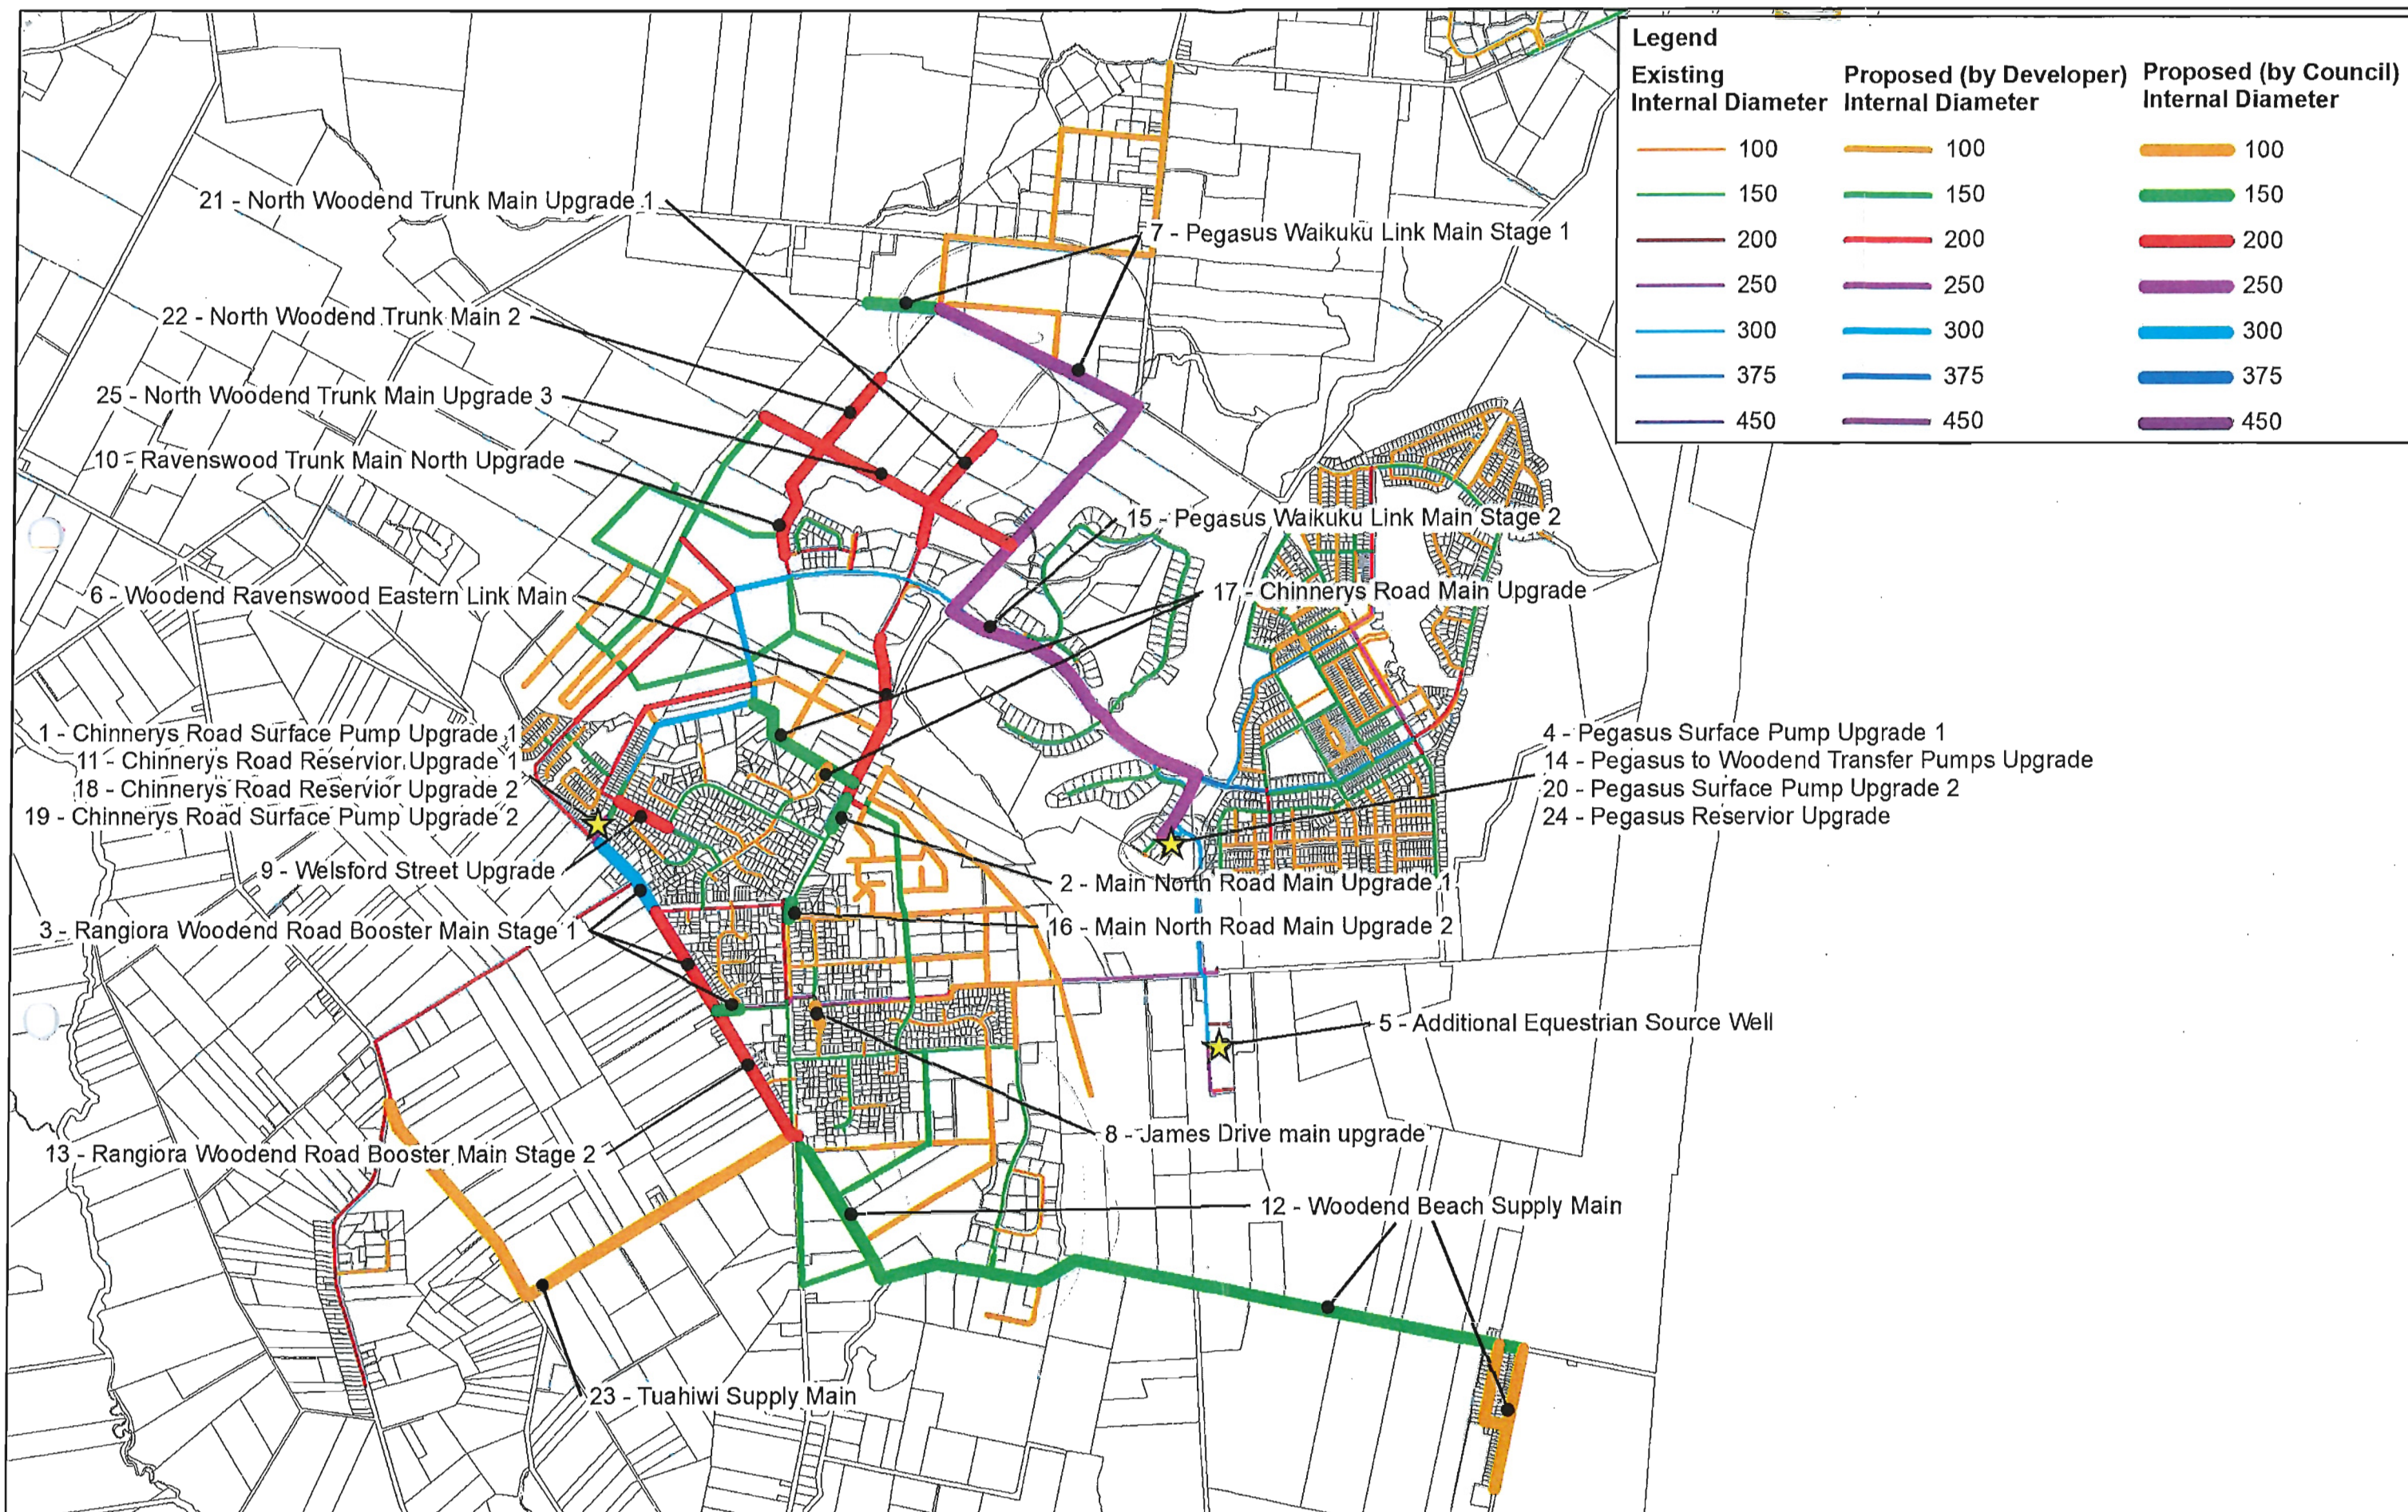 Legend
Existing
Internal Diameter
Proposed (by Developer)
Internal Diameter
Proposed (by Council)
Internal Diameter
100 100 100
150 150 150
200 200 200
250 250 250
300 300 300
375 375 375
450 450 450
21 - North Woodend Trunk Main Upgrade 1
7 - Pegasus Waikuku Link Main Stage 1
22 - North Woodend Trunk Main 2
25 - North Woodend Trunk Main Upgrade 3
10 - Ravenswood Trunk Main North Upgrade
15 - Pegasus Waikuku Link Main Stage 2
6 - Woodend Ravenswood Eastern Link Main
17 - Chinnerys Road Main Upgrade
1 - Chinnerys Road Surface Pump Upgrade 1
11 - Chinnerys Road Reservior Upgrade 1
18 - Chinnerys Road Reservior Upgrade 2
19 - Chinnerys Road Surface Pump Upgrade 2
4 - Pegasus Surface Pump Upgrade 1
14 - Pegasus to Woodend Transfer Pumps Upgrade
20 - Pegasus Surface Pump Upgrade 2
24 - Pegasus Reservior Upgrade
9 - Welsford Street Upgrade
2 - Main North Road Main Upgrade 1
3 - Rangiora Woodend Road Booster Main Stage 1
16 - Main North Road Main Upgrade 2
5 - Additional Equestrian Source Well
8 - James Drive main upgrade
13 - Rangiora Woodend Road Booster Main Stage 2
12 - Woodend Beach Supply Main
23 - Tuahiwi Supply Main